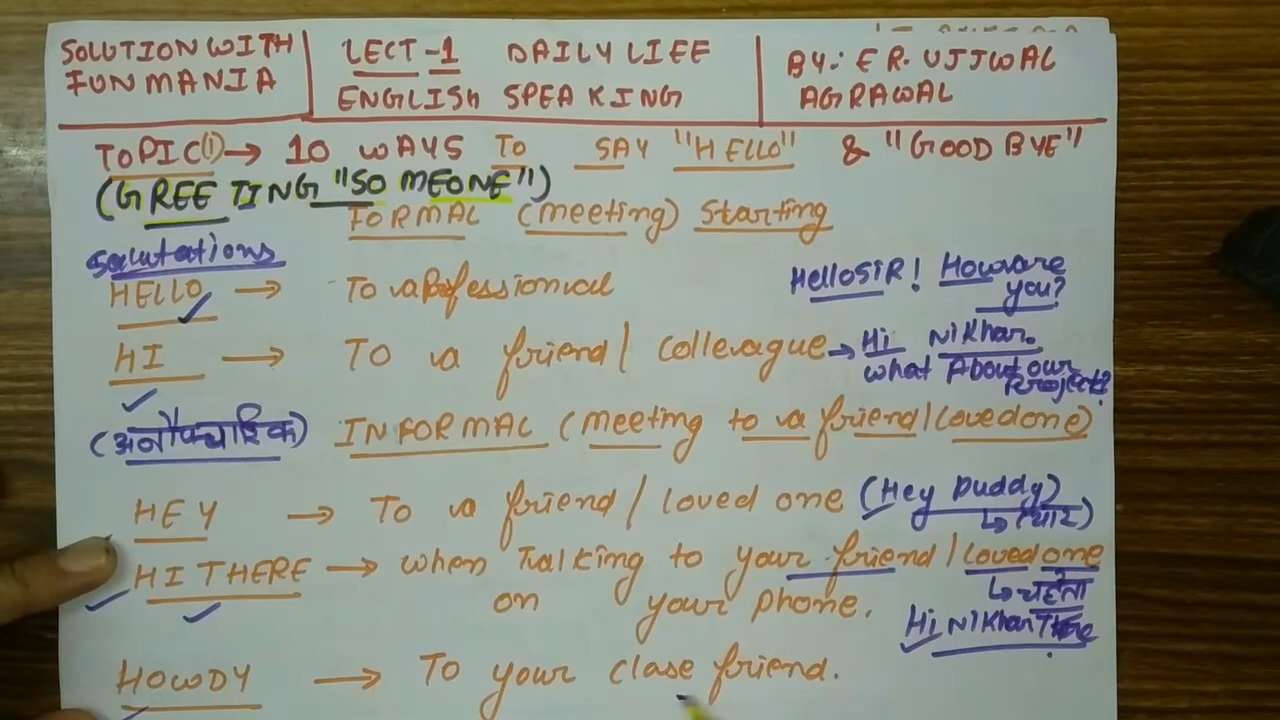 SOLUTION WITH FUNMANIA
LECT-1 DAILY LIFE ENGLISH SPEAKING
BY:- ER. UJJWAL AGRAWAL
TOPIC(1)→ 10 WAYS TO SAY "HELLO" & "GOOD BYE"
(GREETING "SOMEONE")
FORMAL (meeting) Starting
Salutations
HELLO → To a Professional
Hello SIR! How are you?
HI → TO a friend/ colleague → Hi Nikhar.
what About our Project?
(अनौपचारिक) INFORMAL (meeting to a friend/Loved one)
HEY → To a friend/ loved one (Hey Duddy)
↳ (यार)
HI THERE → when talking to your friend/Loved one
↳ चहेता
on your phone.
Hi Nikhar There
HOWDY → To your close friend.